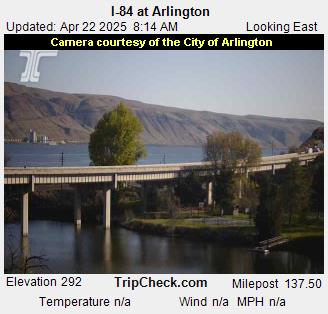 I-84 at Arlington
Updated: Apr 22 2025 8:14 AM Looking East
Camera courtesy of the City of Arlington
Elevation 292 TripCheck.com Milepost 137.50
Temperature n/a Wind n/a MPH n/a